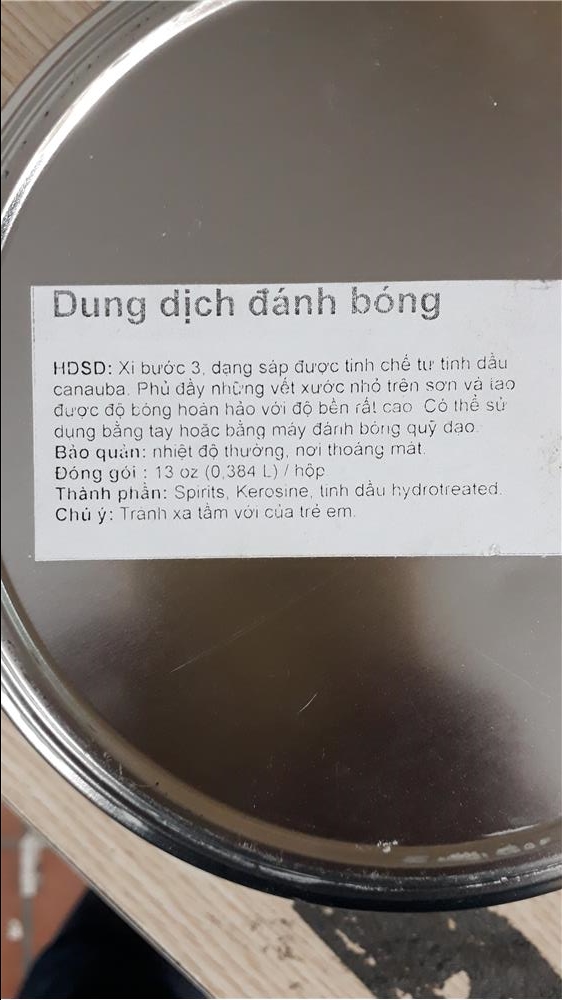 Dung dịch đánh bóng
HDSD: Xi bước 3, dạng sáp được tinh chế từ tinh dầu
canauba. Phủ đầy những vết xước nhỏ trên sơn và tạo
được độ bóng hoàn hảo với độ bền rất cao. Có thể sử
dụng bằng tay hoặc bằng máy đánh bóng quỹ đạo.
Bảo quản: nhiệt độ thường, nơi thoáng mát.
Đóng gói : 13 oz (0,384 L) / hộp
Thành phần: Spirits, Kerosine, tinh dầu hydrotreated.
Chú ý: Tránh xa tầm với của trẻ em.